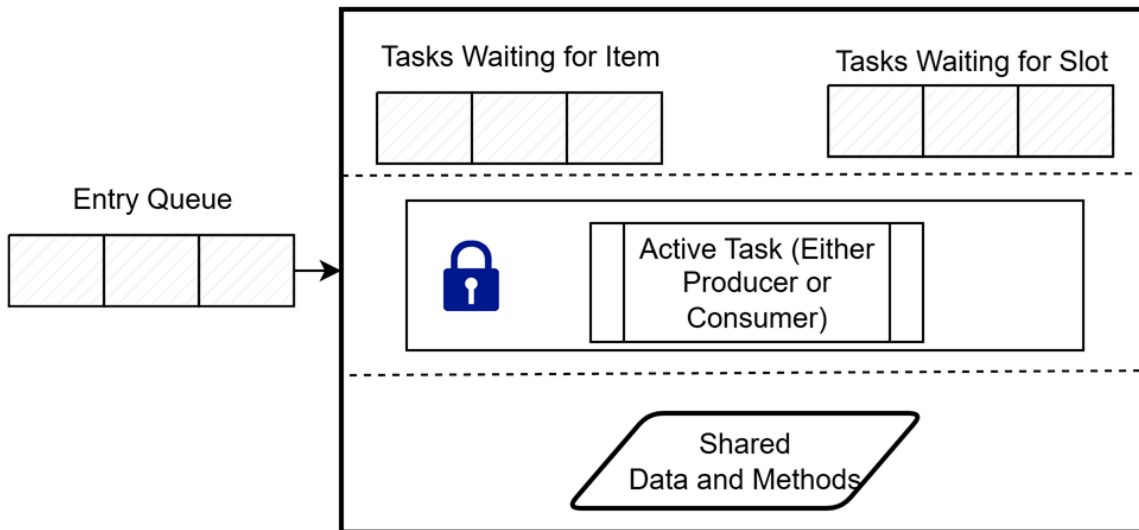 Tasks Waiting for Item
Tasks Waiting for Slot
Entry Queue
Active Task (Either
Producer or
Consumer)
Shared
Data and Methods